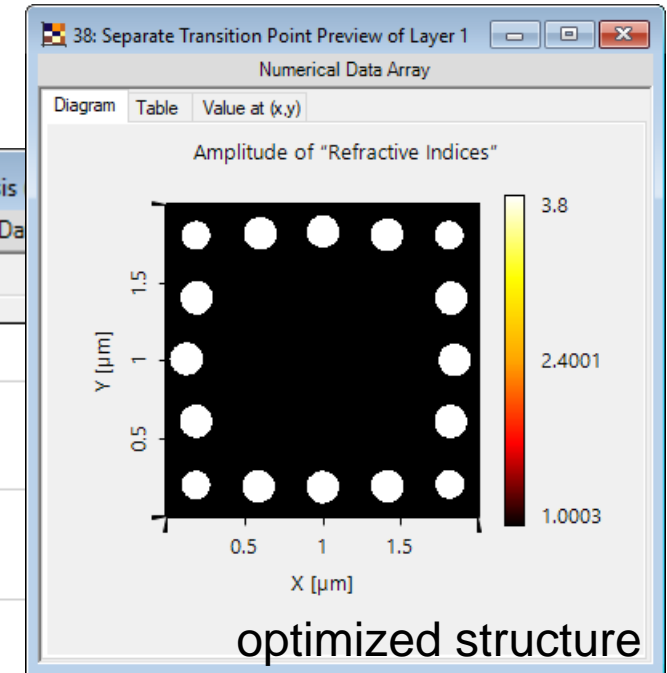 38: Separate Transition Point Preview of Layer 1
Numerical Data Array
Diagram Table Value at (x,y)
is
Da
Amplitude of "Refractive Indices"
3.8
2.4001
1.0003
Y [µm]
1.5
1
0.5
0.5 1 1.5
X [µm]
optimized structure